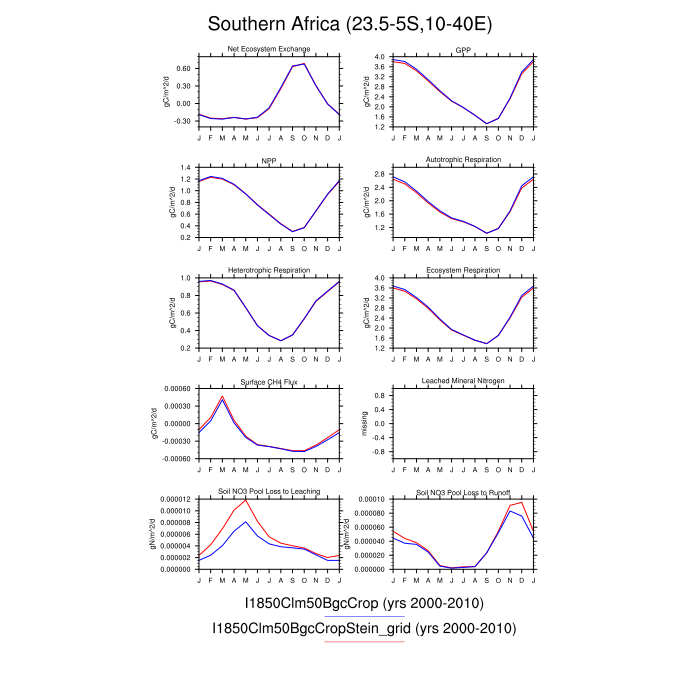 Southern Africa (23.5-5S,10-40E)
Net Ecosystem Exchange
gC/m^2/d
0.60
0.30
0.00
-0.30
J F M A M J J A S O N D J
GPP
gC/m^2/d
4.0
3.6
3.2
2.8
2.4
2.0
1.6
1.2
J F M A M J J A S O N D J
NPP
gC/m^2/d
1.4
1.2
1.0
0.8
0.6
0.4
0.2
J F M A M J J A S O N D J
Autotrophic Respiration
gC/m^2/d
2.8
2.4
2.0
1.6
1.2
J F M A M J J A S O N D J
Heterotrophic Respiration
gC/m^2/d
1.0
0.8
0.6
0.4
0.2
J F M A M J J A S O N D J
Ecosystem Respiration
gC/m^2/d
4.0
3.6
3.2
2.8
2.4
2.0
1.6
1.2
J F M A M J J A S O N D J
Surface CH4 Flux
gC/m^2/d
0.00060
0.00030
0.00000
-0.00030
-0.00060
J F M A M J J A S O N D J
Leached Mineral Nitrogen
missing
0.8
0.4
-0.0
-0.4
-0.8
J F M A M J J A S O N D J
Soil NO3 Pool Loss to Leaching
gN/m^2/d
0.000012
0.000010
0.000008
0.000006
0.000004
0.000002
0.000000
J F M A M J J A S O N D J
Soil NO3 Pool Loss to Runoff
gN/m^2/d
0.00010
0.000080
0.000060
0.000040
0.000020
0.000000
J F M A M J J A S O N D J
I1850Clm50BgcCrop (yrs 2000-2010)
I1850Clm50BgcCropStein_grid (yrs 2000-2010)